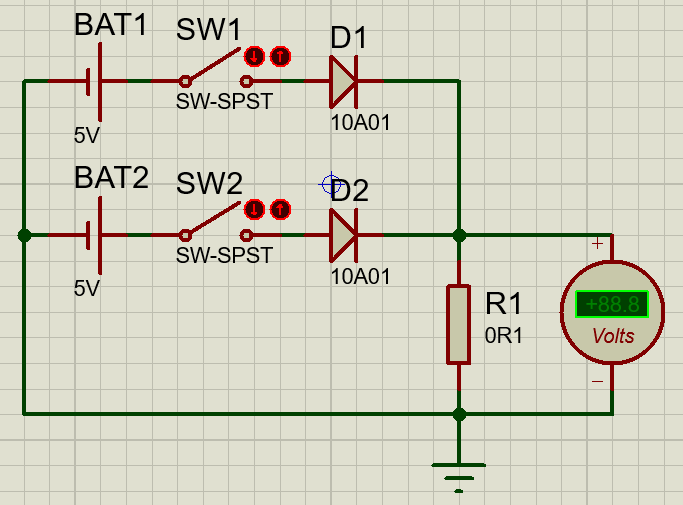 BAT1
SW1
D1
SW-SPST
5V
10A01
BAT2
SW2
D2
SW-SPST
5V
10A01
+
+88.8
Volts
−
R1
0R1